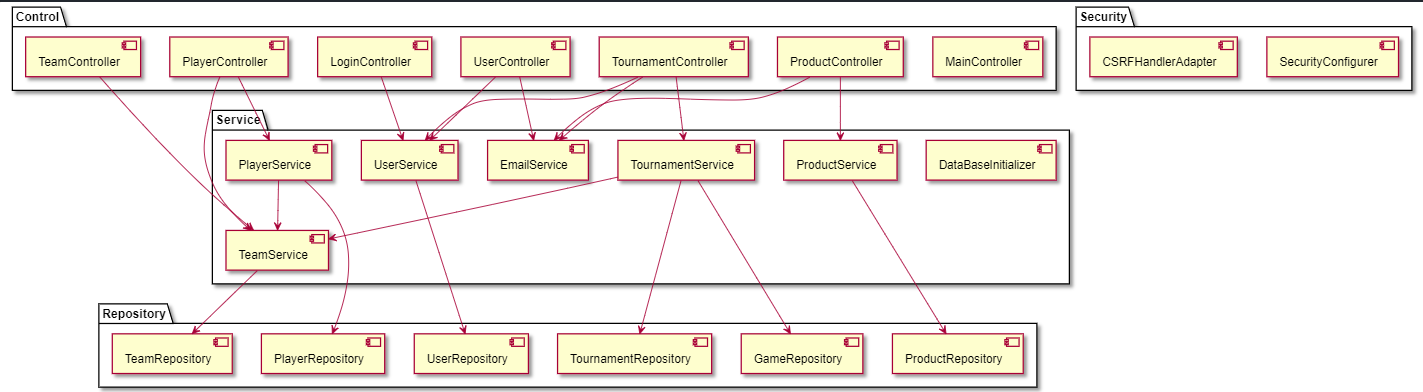 Control
Security
TeamController
PlayerController
LoginController
UserController
TournamentController
ProductController
MainController
CSRFHandlerAdapter
SecurityConfigurer
Service
PlayerService
UserService
EmailService
TournamentService
ProductService
DataBaseInitializer
TeamService
Repository
TeamRepository
PlayerRepository
UserRepository
TournamentRepository
GameRepository
ProductRepository